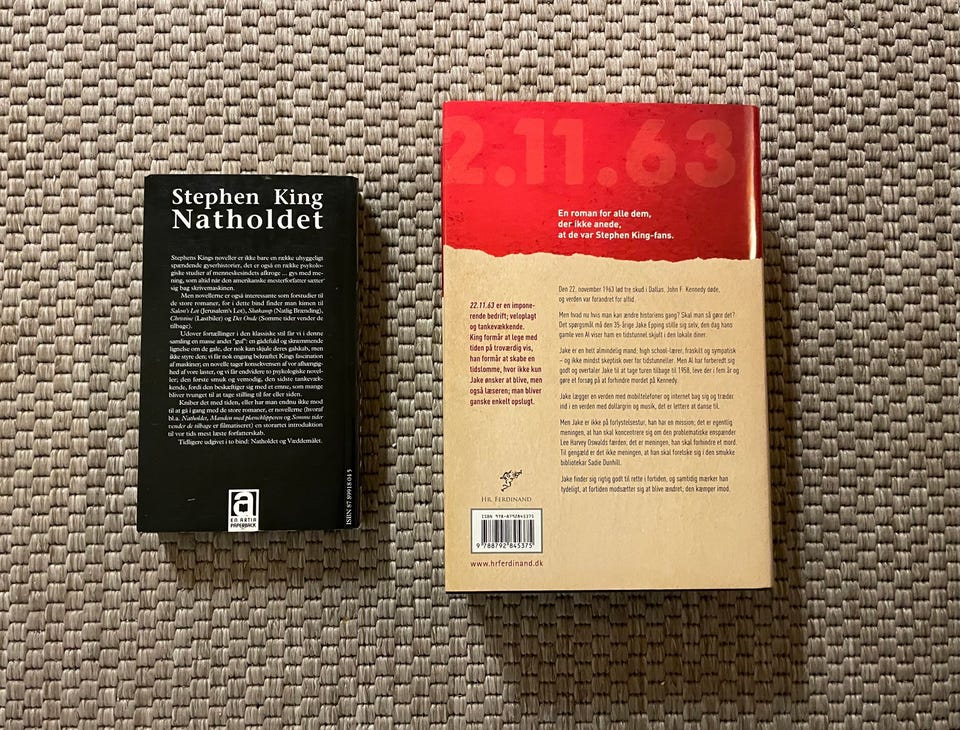 Stephen King
Natholdet
Stephens Kings noveller er ikke bare en række uhyggeligt
spændende gyserhistorier, det er også en række psykolo-
giske studier af menneskesindets afkroge ... gys med me-
ning, som altid når den amerikanske mesterforfatter sætter
sig bag skrivemaskinen.
Men novellerne er også interessante som forstudier til
de store romaner, for i dette bind finder man kimen til
Salem's Lot (Jerusalem's Lot), Slutkamp (Natlig Brænding),
Christine (Lastbiler) og Det Onde (Somme tider vender de
tilbage).
Udover fortællinger i den klassiske stil får vi i denne
samling en masse andet "gul": en gådefuld og skræmmende
lignelse om de gale, der nok kan skjule deres galskab, men
ikke styre den; vi får nok engang bekræftet Kings fascination
af maskiner; en novelle tager konsekvensen af vor afhængig-
hed af vore laster, og vi får endvidere to psykologiske novel-
ler; den første smuk og vemodig, den sidste tankevæk-
kende, fordi den beskæftiger sig med et emne, som mange
bliver tvunget til at tage stilling til før eller siden.
Kniber det med tiden, eller har man endnu ikke mod
til at gå i gang med de store romaner, er novellerne (hvoraf
bl.a. Natholdet, Manden med plæneklipperen og Somme tider
vender de tilbage er filmatiseret) en storartet introduktion
til vor tids mest læste forfatterskab.
Tidligere udgivet i to bind: Natholdet og Væddemålet.
a
EN ARTIA
PAPERBACK
ISBN 87 89918 01 5
2.11.63
En roman for alle dem,
der ikke anede,
at de var Stephen King-fans.
22.11.63 er en impone-
rende bedrift; veloplagt
og tankevækkende.
King formår at lege med
tiden på troværdig vis,
han formår at skabe en
tidslomme, hvor ikke kun
Jake ønsker at blive, men
også læseren; man bliver
ganske enkelt opslugt.
Den 22. november 1963 lød tre skud i Dallas, John F. Kennedy døde,
og verden var forandret for altid.
Men hvad nu hvis man kan ændre historiens gang? Skal man så gøre det?
Det spørgsmål må den 35-årige Jake Epping stille sig selv, den dag hans
gamle ven Al viser ham en tidstunnel skjult i den lokale diner.
Jake er en helt almindelig mand; high school-lærer, fraskilt og sympatisk
– og ikke mindst skeptisk over for tidstunneller. Men Al har forberedt sig
godt og overtaler Jake til at tage turen tilbage til 1958, leve der i fem år og
gøre et forsøg på at forhindre mordet på Kennedy.
Jake lægger en verden med mobiltelefoner og internet bag sig og træder
ind i en verden med dollargrin og musik, det er lettere at danse til.
Men Jake er ikke på forlystelsestur, han har en mission; det er egentlig
meningen, at han skal koncentrere sig om den problematiske enspænder
Lee Harvey Oswalds færden, det er meningen, at han skal forhindre et mord.
Til gengæld er det ikke meningen, at han skal forelske sig i den smukke
bibliotekar Sadie Dunhill.
Jake finder sig rigtig godt til rette i fortiden, og samtidig mærker han
tydeligt, at fortiden modsætter sig at blive ændret; den kæmper imod.
HR. FERDINAND
ISBN 978-8792845375
9 788792 845375
www.hrferdinand.dk